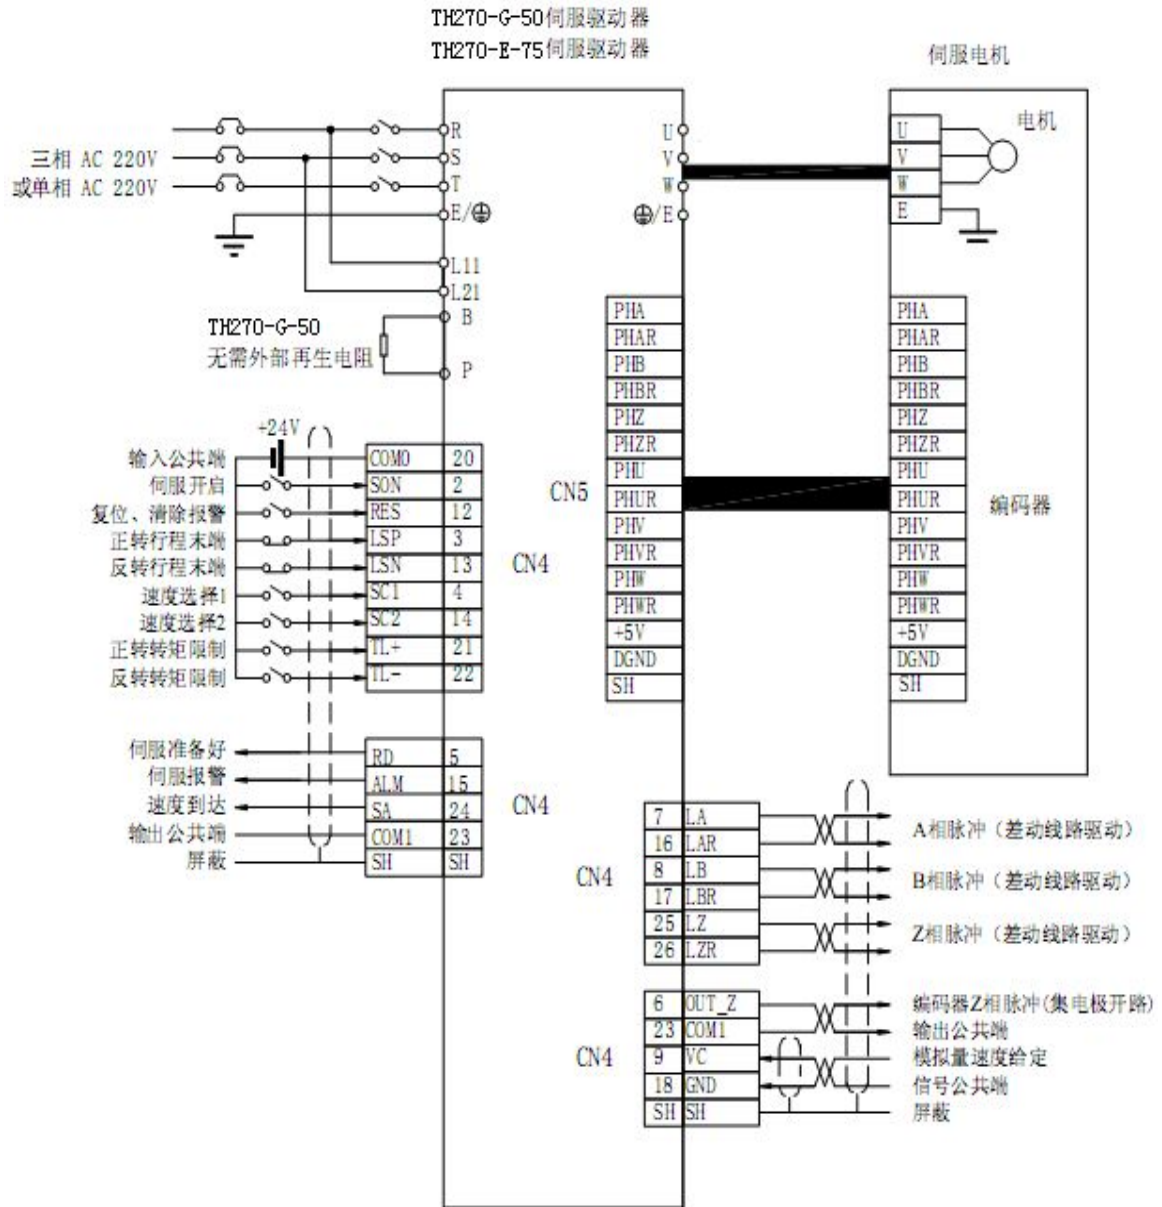 TH270-G-50伺服驱动器
TH270-E-75伺服驱动器
伺服电机
三相 AC 220V
或单相 AC 220V
R
S
T
E/
L11
L21
B
P
TH270-G-50
无需外部再生电阻
U
V
W
/E
U
V
W
E
电机
+24V
输入公共端 COM0 20
伺服开启 SON 2
复位、清除报警 RES 12
正转行程末端 LSP 3
反转行程末端 LSN 13
速度选择1 SC1 4
速度选择2 SC2 14
正转转矩限制 TL+ 21
反转转矩限制 TL- 22
CN4
伺服准备好 RD 5
伺服报警 ALM 15
速度到达 SA 24
输出公共端 COM1 23
屏蔽 SH SH
CN4
CN5
PHA
PHAR
PHB
PHBR
PHZ
PHZR
PHU
PHUR
PHV
PHVR
PHW
PHWR
+5V
DGND
SH
PHA
PHAR
PHB
PHBR
PHZ
PHZR
PHU
PHUR
PHV
PHVR
PHW
PHWR
+5V
DGND
SH
编码器
CN4
7 LA
16 LAR
A相脉冲（差动线路驱动）
8 LB
17 LBR
B相脉冲（差动线路驱动）
25 LZ
26 LZR
Z相脉冲（差动线路驱动）
CN4
6 OUT_Z 编码器Z相脉冲(集电极开路)
23 COM1 输出公共端
9 VC 模拟量速度给定
18 GND 信号公共端
SH SH 屏蔽